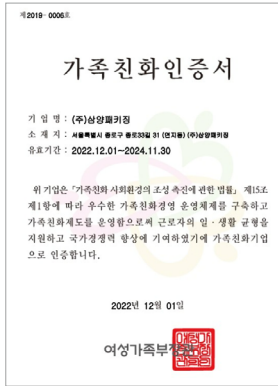 제2019-0006호
가족친화인증서
기 업 명 : (주)삼양패키징
소 재 지 : 서울특별시 종로구 종로33길 31 (연지동) (주)삼양패키징
유효기간 : 2022.12.01~2024.11.30
위 기업은 「가족친화 사회환경의 조성 촉진에 관한 법률」 제15조
제1항에 따라 우수한 가족친화경영 운영체제를 구축하고
가족친화제도를 운영함으로써 근로자의 일·생활 균형을
지원하고 국가경쟁력 향상에 기여하였기에 가족친화기업
으로 인증합니다.
2022년 12월 01일
여성가족부장관